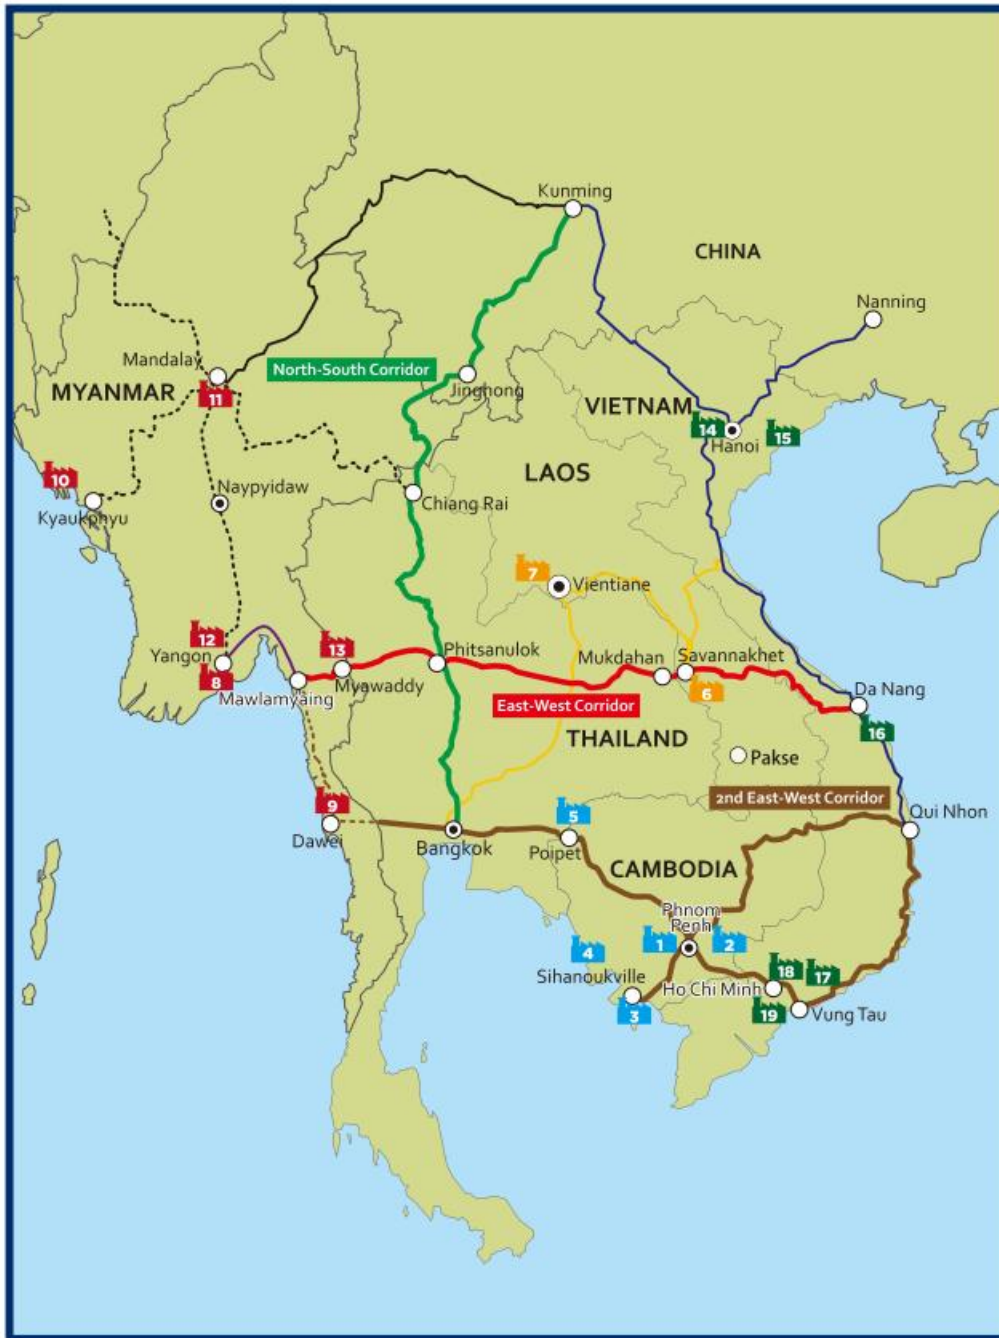 Kunming
CHINA
Nanning
Mandalay
North-South Corridor
Jinghong
MYANMAR
11
VIETNAM
14
Hanoi
15
LAOS
10
Kyaukphyu
Naypyidaw
Chiang Rai
7
Vientiane
12
Yangon
8
13
Phitsanulok
Mukdahan
Savannakhet
Mawlamyaing
Myawaddy
6
Da Nang
East-West Corridor
16
THAILAND
Pakse
2nd East-West Corridor
9
5
Qui Nhon
Dawei
Bangkok
Poipet
CAMBODIA
Phnom
Penh
4
1
2
Sihanoukville
18
17
Ho Chi Minh
3
19
Vung Tau